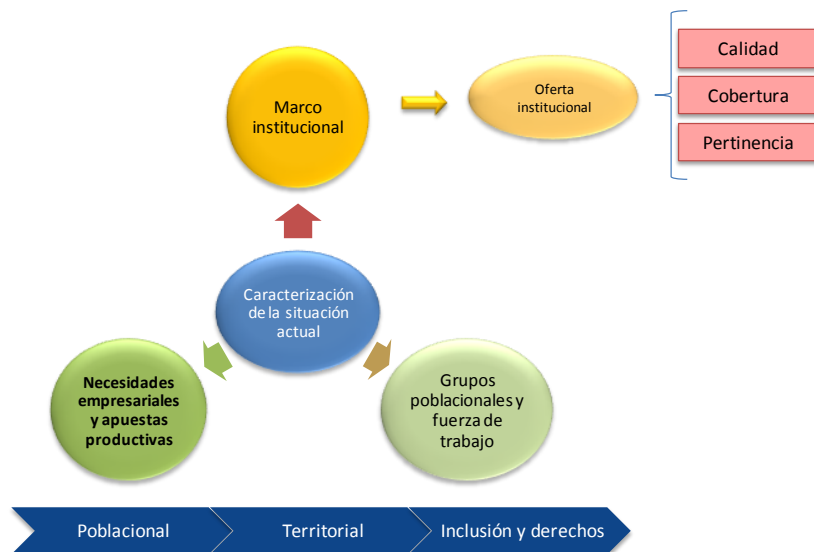 Marco
institucional
Oferta
institucional
Calidad
Cobertura
Pertinencia
Caracterización
de la situación
actual
Necesidades
empresariales
y apuestas
productivas
Grupos
poblacionales y
fuerza de
trabajo
Poblacional
Territorial
Inclusión y derechos